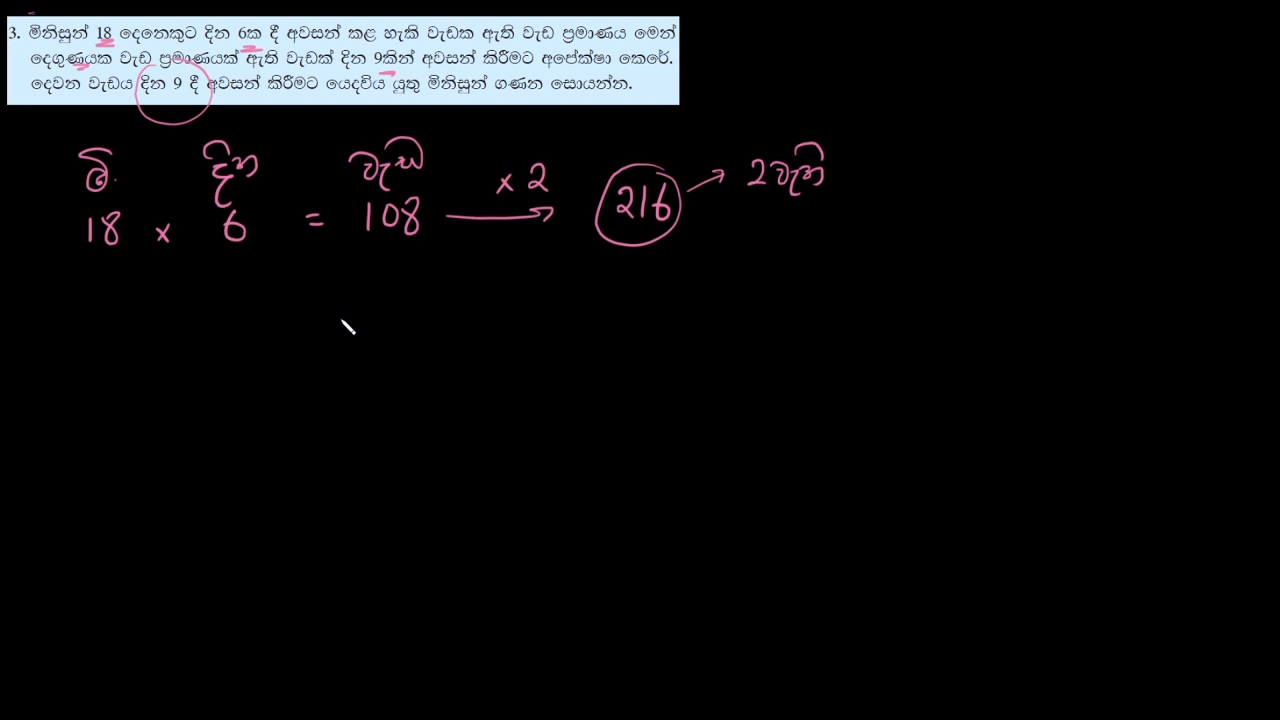 3. මිනිසුන් 18 දෙනෙකුට දින 6ක දී අවසන් කළ හැකි වැඩක ඇති වැඩ ප්‍රමාණය මෙන්
දෙගුණයක වැඩ ප්‍රමාණයක් ඇති වැඩක් දින 9කින් අවසන් කිරීමට අපේක්ෂා කෙරේ.
දෙවන වැඩය දින 9 දී අවසන් කිරීමට යෙදවිය යුතු මිනිසුන් ගණන සොයන්න.
මි. දින වැඩ
18 × 6 = 108 × 2 216 2 වැනි